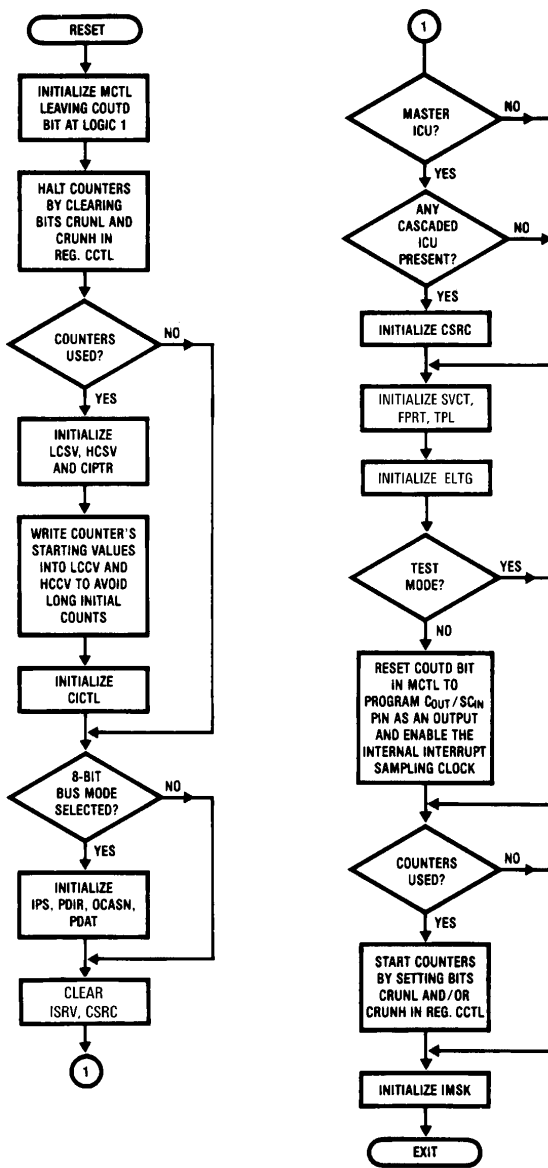 RESET
INITIALIZE MCTL
LEAVING COUTD
BIT AT LOGIC 1
HALT COUNTERS
BY CLEARING
BITS CRUNL AND
CRUNH IN
REG. CCTL
COUNTERS
USED?
NO
YES
INITIALIZE
LCSV, HCSV
AND CIPTR
WRITE COUNTER'S
STARTING VALUES
INTO LCCV AND
HCCV TO AVOID
LONG INITIAL
COUNTS
INITIALIZE
CICTL
8-BIT
BUS MODE
SELECTED?
NO
YES
INITIALIZE
IPS, PDIR, OCASN,
PDAT
CLEAR
ISRV, CSRC
1
1
MASTER
ICU?
NO
YES
ANY
CASCADED
ICU
PRESENT?
NO
YES
INITIALIZE CSRC
INITIALIZE SVCT,
FPRT, TPL
INITIALIZE ELTG
TEST
MODE?
YES
NO
RESET COUTD BIT
IN MCTL TO
PROGRAM COUT/SCIN
PIN AS AN OUTPUT
AND ENABLE THE
INTERNAL INTERRUPT
SAMPLING CLOCK
COUNTERS
USED?
NO
YES
START COUNTERS
BY SETTING BITS
CRUNL AND/OR
CRUNH IN REG. CCTL
INITIALIZE IMSK
EXIT